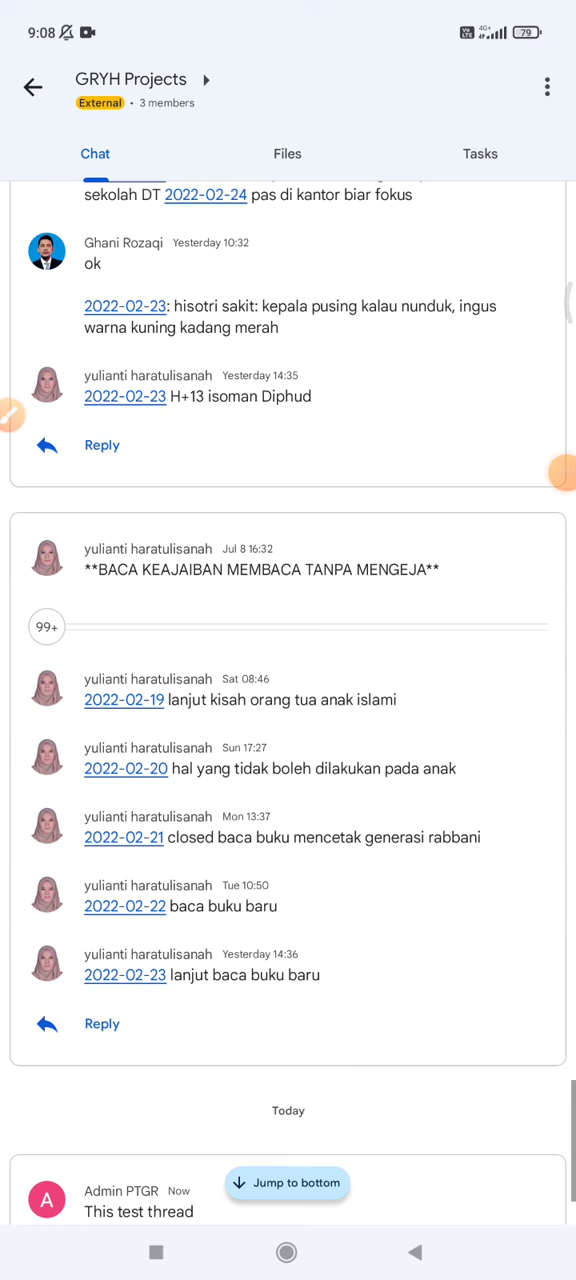 9:08
4G+
Vo
LTE
79
GRYH Projects
External • 3 members
Chat
Files
Tasks
sekolah DT 2022-02-24 pas di kantor biar fokus
Ghani Rozaqi Yesterday 10:32
ok
2022-02-23: hisotri sakit: kepala pusing kalau nunduk, ingus
warna kuning kadang merah
yulianti haratulisanah Yesterday 14:35
2022-02-23 H+13 isoman Diphud
Reply
yulianti haratulisanah Jul 8 16:32
**BACA KEAJAIBAN MEMBACA TANPA MENGEJA**
99+
yulianti haratulisanah Sat 08:46
2022-02-19 lanjut kisah orang tua anak islami
yulianti haratulisanah Sun 17:27
2022-02-20 hal yang tidak boleh dilakukan pada anak
yulianti haratulisanah Mon 13:37
2022-02-21 closed baca buku mencetak generasi rabbani
yulianti haratulisanah Tue 10:50
2022-02-22 baca buku baru
yulianti haratulisanah Yesterday 14:36
2022-02-23 lanjut baca buku baru
Reply
Today
A
Admin PTGR Now
This test thread
Jump to bottom